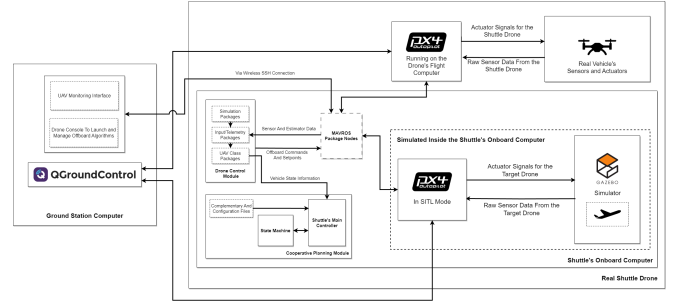 Actuator Signals for the
Shuttle Drone
PX4
autopilot
Running on the
Drone's Flight
Computer
Raw Sensor Data From the
Shuttle Drone
Real Vehicle's
Sensors and Actuators
Via Wireless SSH Connection
UAV Monitoring Interface
Drone Console To Launch and
Manage Offboard Algorithms
QGroundControl
Ground Station Computer
Simulation
Packages
Input/Telemetry
Packages
UAV Class
Packages
Drone Control
Module
Sensor And Estimator Data
Offboard Commands
And Setpoints
MAVROS
Package Nodes
Vehicle State Information
Complementary And
Configuration Files
State Machine
Shuttle's Main
Controller
Cooperative Planning Module
Simulated Inside the Shuttle's Onboard Computer
PX4
autopilot
In SITL Mode
Actuator Signals for the
Target Drone
Raw Sensor Data From the
Target Drone
GAZEBO
Simulator
Shuttle's Onboard Computer
Real Shuttle Drone